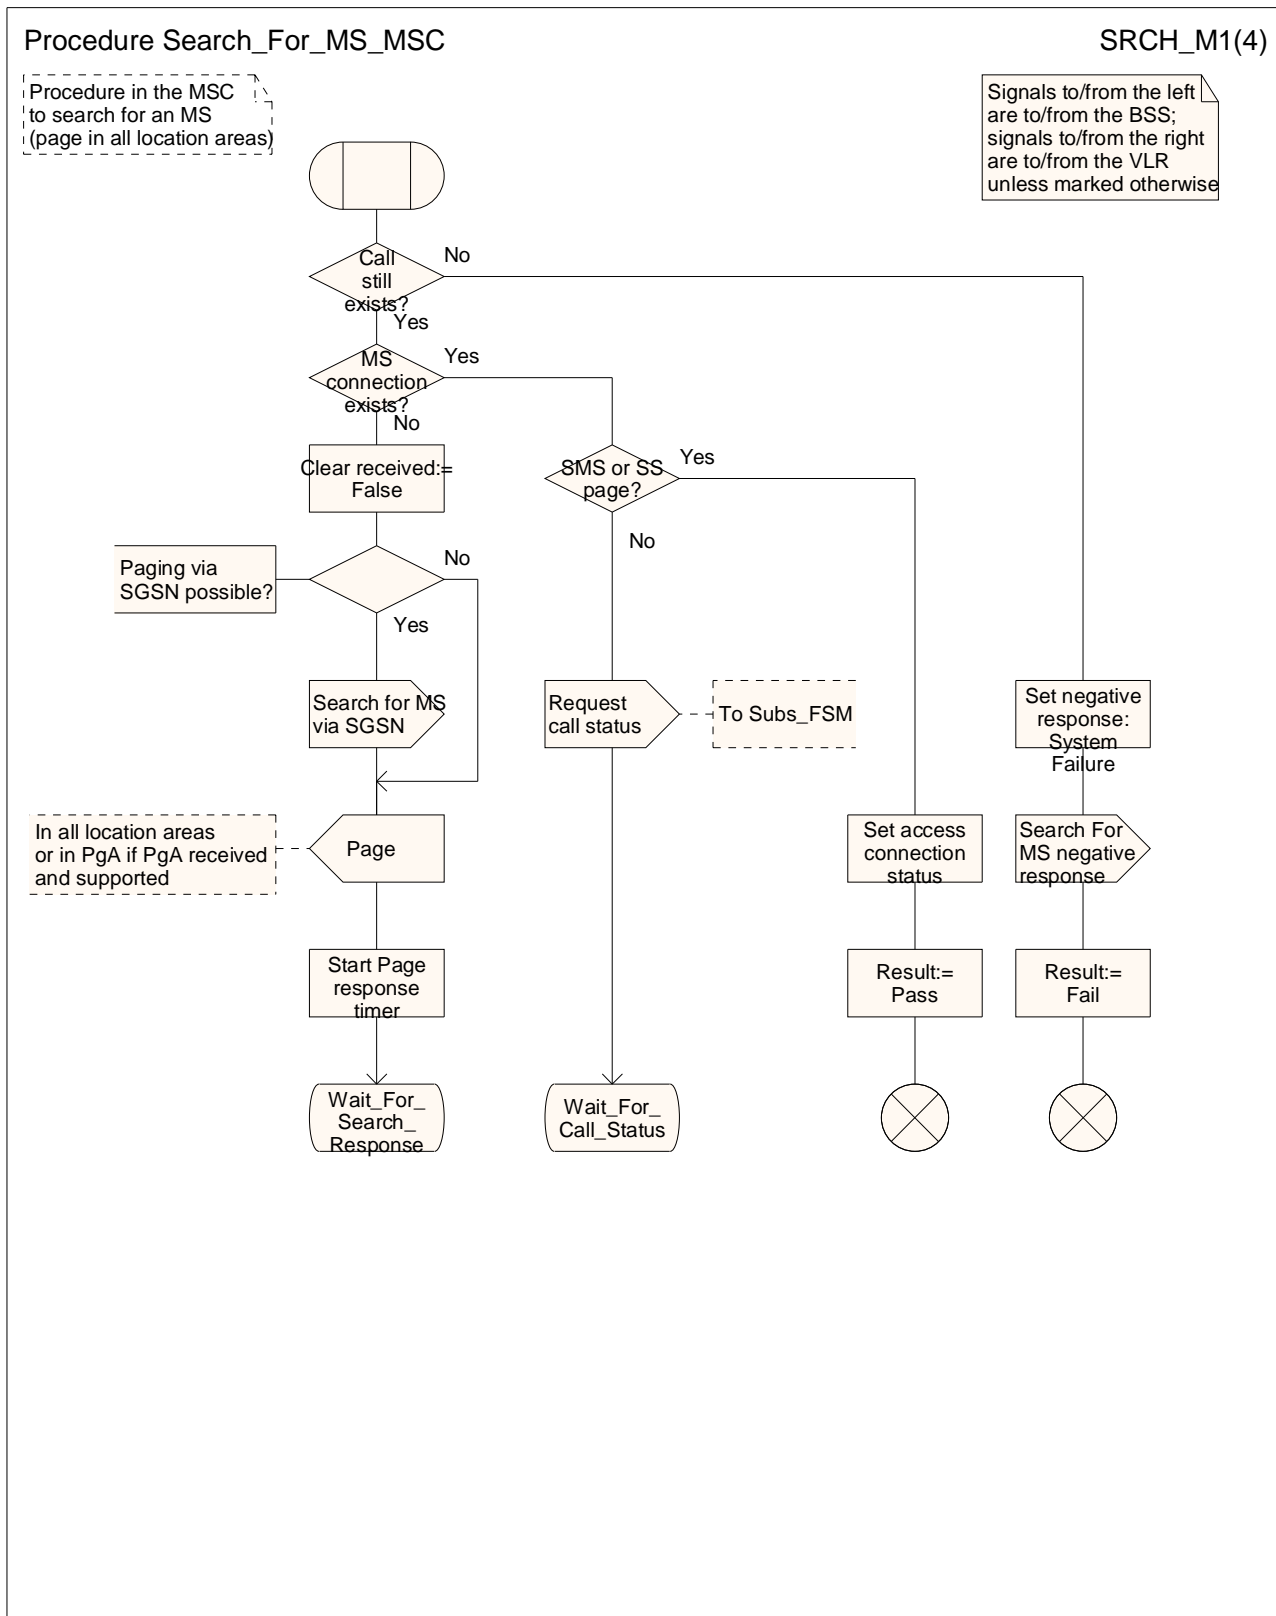 Procedure Search_For_MS_MSC
SRCH_M1(4)
Procedure in the MSC
to search for an MS
(page in all location areas)
Signals to/from the left
are to/from the BSS;
signals to/from the right
are to/from the VLR
unless marked otherwise
Call
still
exists?
No
Yes
MS
connection
exists?
Yes
No
Clear received:=
False
SMS or SS
page?
Yes
No
Paging via
SGSN possible?
No
Yes
Search for MS
via SGSN
Request
call status
To Subs_FSM
Set negative
response:
System
Failure
In all location areas
or in PgA if PgA received
and supported
Page
Set access
connection
status
Search For
MS negative
response
Start Page
response
timer
Result:=
Pass
Result:=
Fail
Wait_For_
Search_
Response
Wait_For_
Call_Status